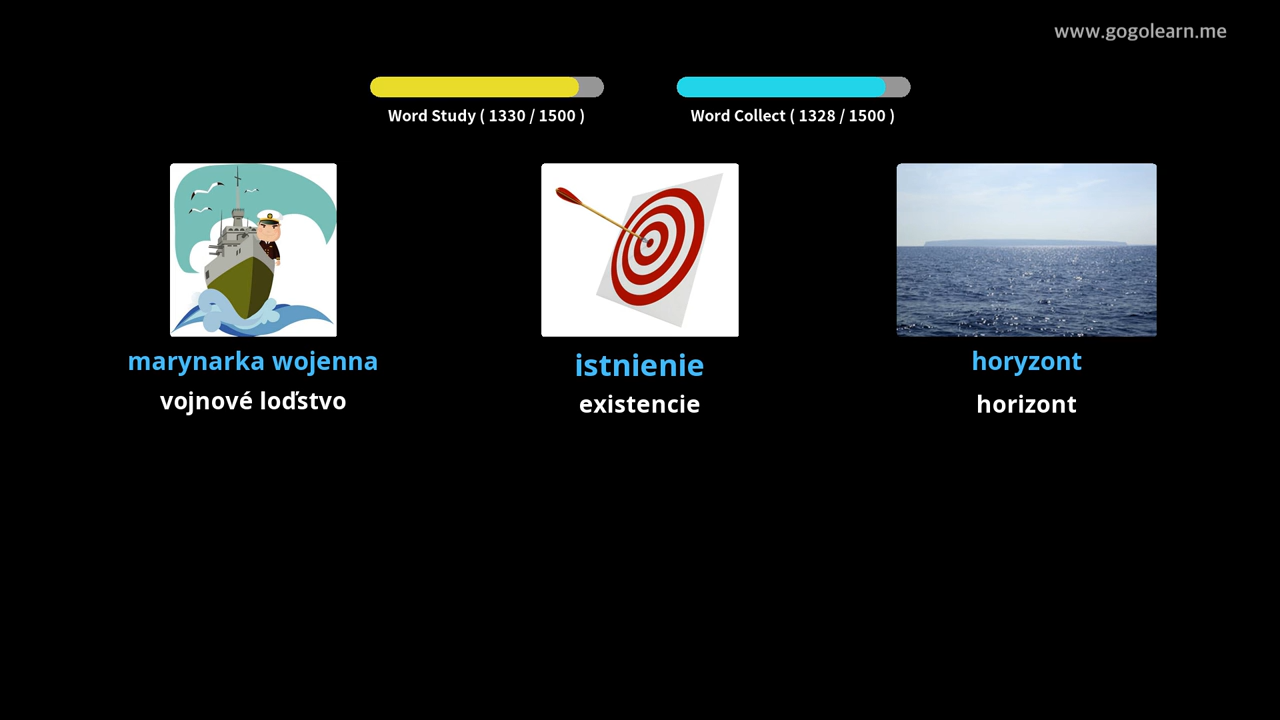 www.gogolearn.me
Word Study ( 1330 / 1500 )
Word Collect ( 1328 / 1500 )
marynarka wojenna
vojnové loďstvo
istnienie
existencie
horyzont
horizont